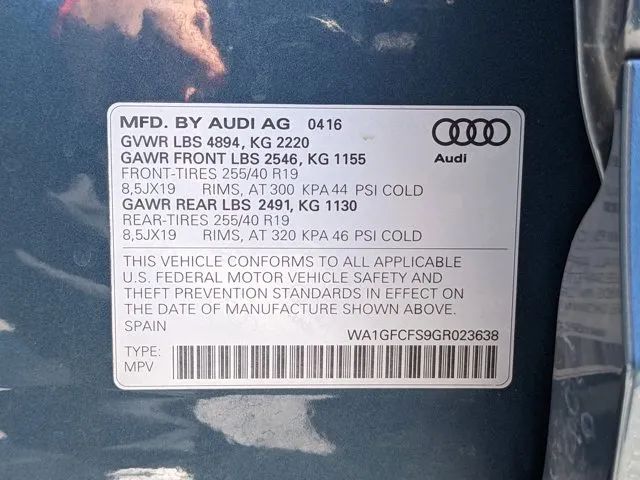 MFD. BY AUDI AG 0416
GVWR LBS 4894, KG 2220
GAWR FRONT LBS 2546, KG 1155
FRONT-TIRES 255/40 R19
8,5JX19 RIMS, AT 300 KPA 44 PSI COLD
GAWR REAR LBS 2491, KG 1130
REAR-TIRES 255/40 R19
8,5JX19 RIMS, AT 320 KPA 46 PSI COLD
Audi
THIS VEHICLE CONFORMS TO ALL APPLICABLE
U.S. FEDERAL MOTOR VEHICLE SAFETY AND
THEFT PREVENTION STANDARDS IN EFFECT ON
THE DATE OF MANUFACTURE SHOWN ABOVE.
SPAIN
WA1GFCFS9GR023638
TYPE:
MPV